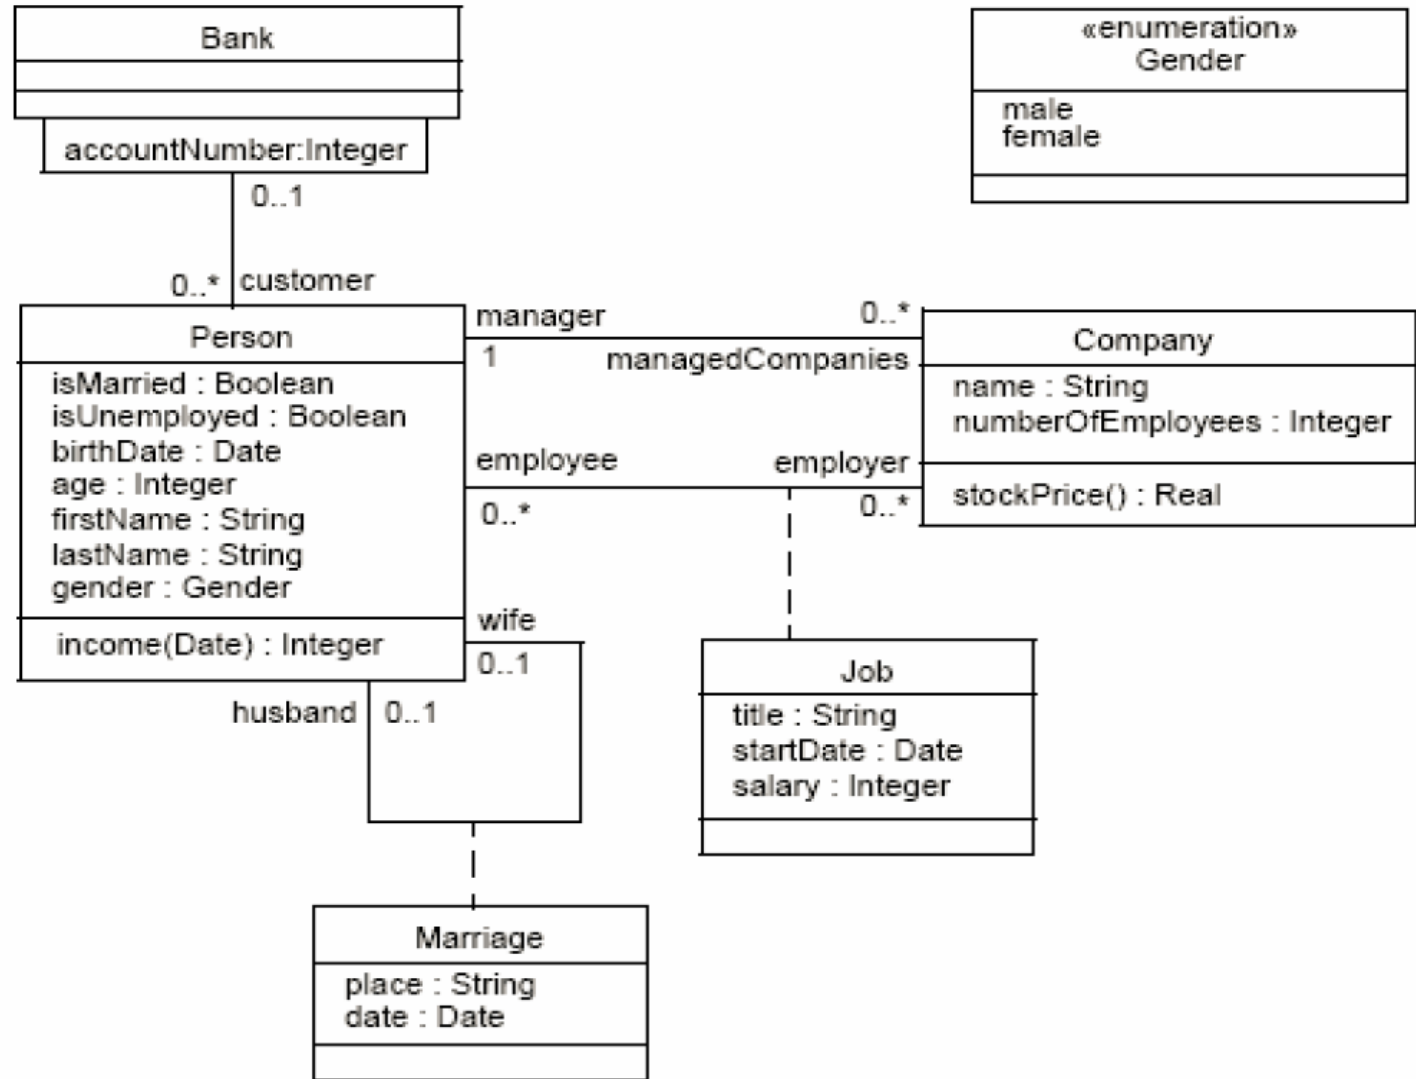 Bank
accountNumber:Integer
0..1
0..* customer
«enumeration»
Gender
male
female
Person
isMarried : Boolean
isUnemployed : Boolean
birthDate : Date
age : Integer
firstName : String
lastName : String
gender : Gender
income(Date) : Integer
manager
1
0..*
managedCompanies
employee
0..*
employer
0..*
Company
name : String
numberOfEmployees : Integer
stockPrice() : Real
wife
0..1
husband
0..1
Job
title : String
startDate : Date
salary : Integer
Marriage
place : String
date : Date